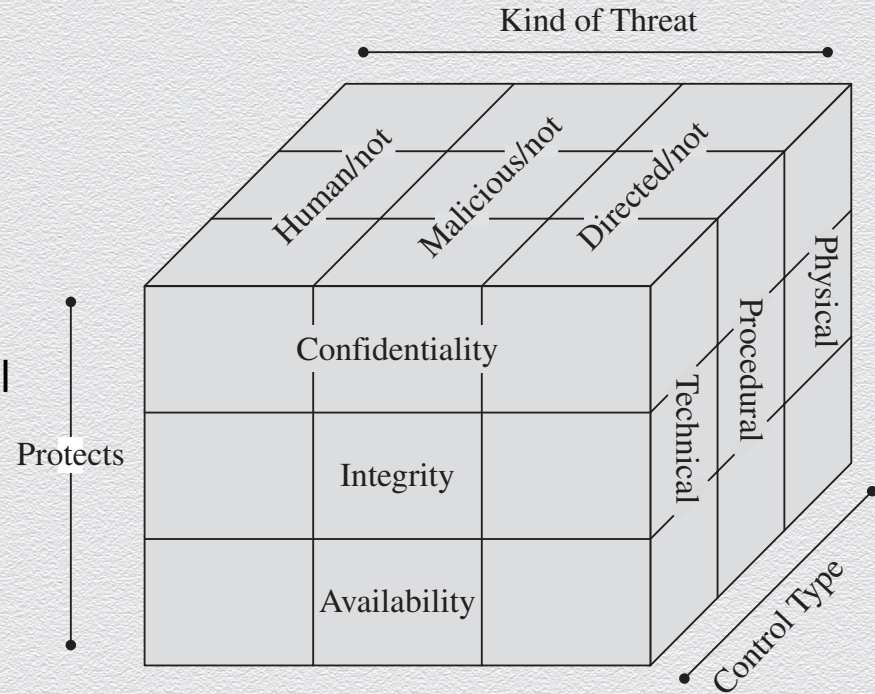 Kind of Threat
Human/not
Malicious/not
Directed/not
Physical
Procedural
Technical
Confidentiality
Protects
Integrity
Availability
Control Type